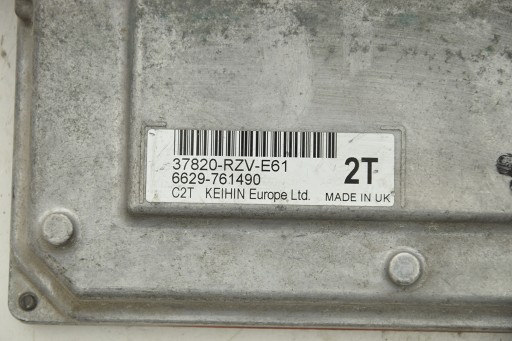 37820-RZV-E61
6629-761490
2T
C2T KEIHIN Europe Ltd. MADE IN UK